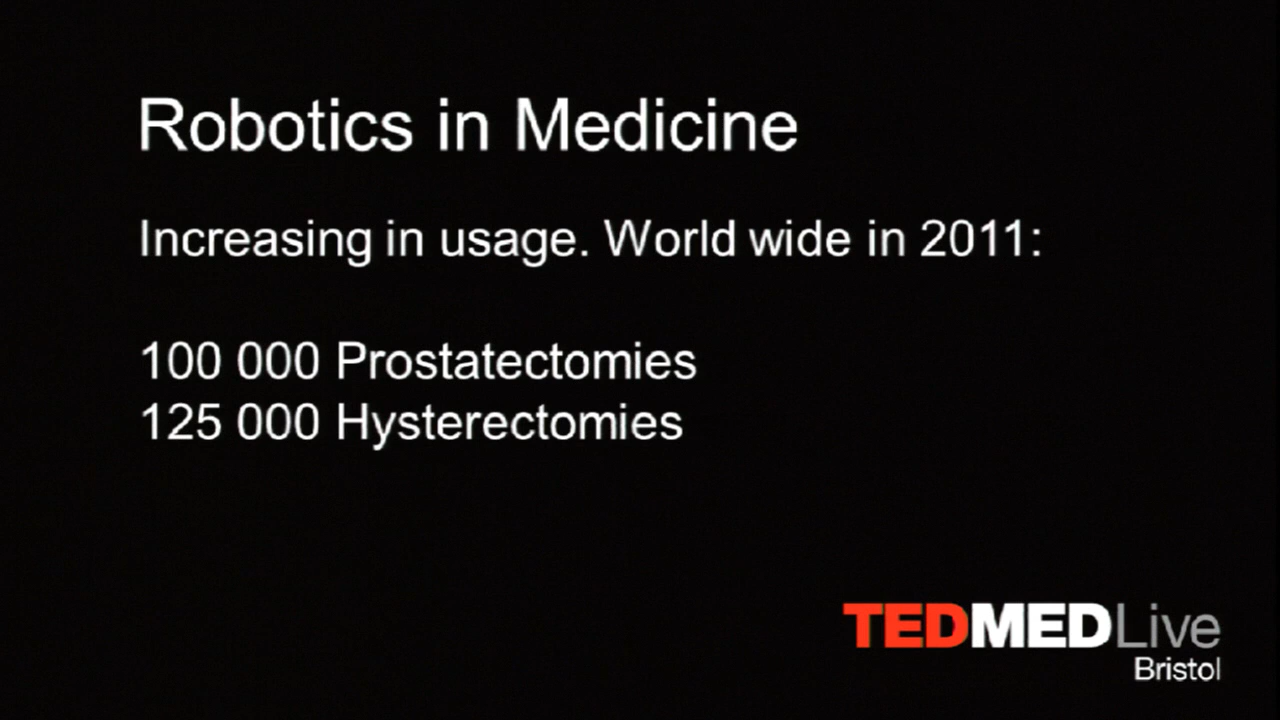 Robotics in Medicine
Increasing in usage. World wide in 2011:
100 000 Prostatectomies
125 000 Hysterectomies
TEDMEDLive
Bristol